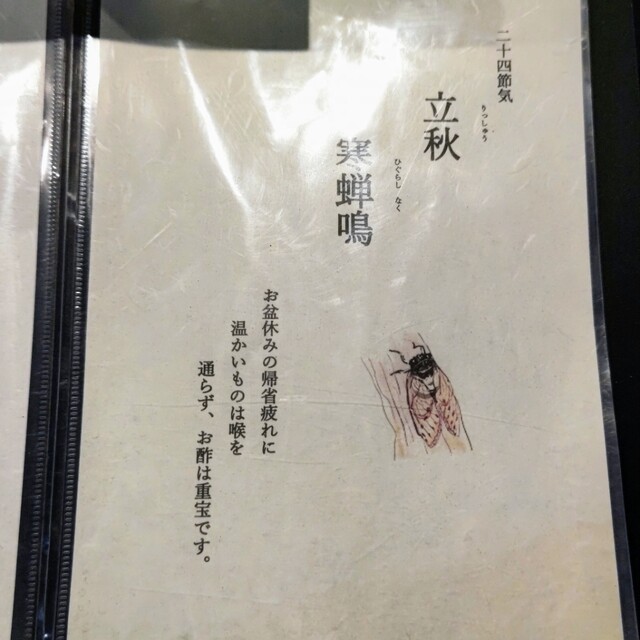 二十四節気
立秋
りっしゅう
寒蝉鳴
ひぐらし なく
お盆休みの帰省疲れに
温かいものは喉を
通らず、お酢は重宝です。